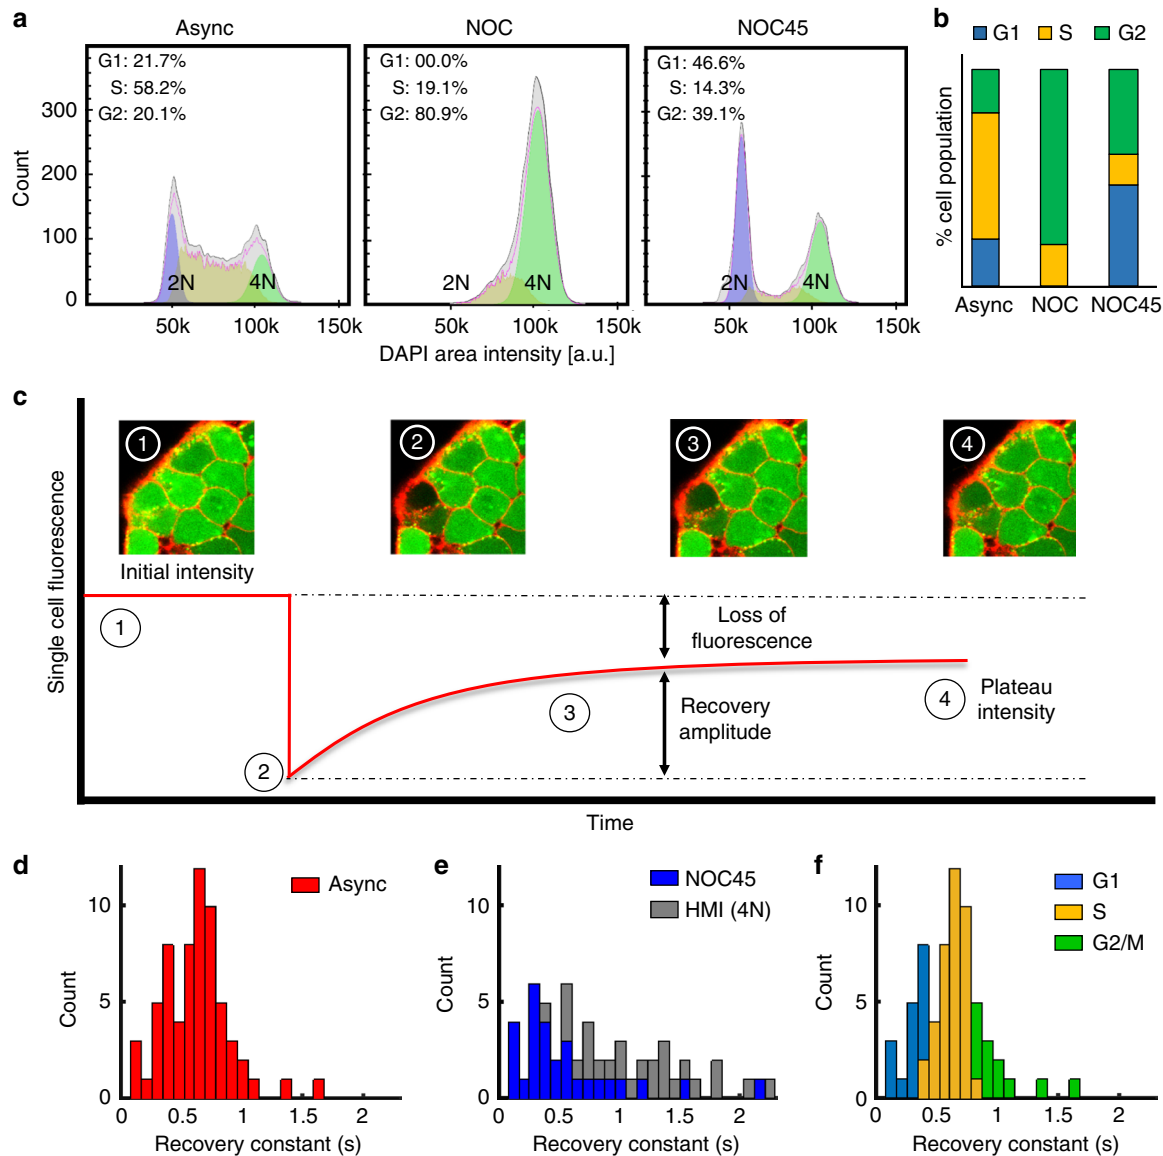 a
Async
NOC
NOC45
G1: 21.7%
S: 58.2%
G2: 20.1%
G1: 00.0%
S: 19.1%
G2: 80.9%
G1: 46.6%
S: 14.3%
G2: 39.1%
Count
300
200
100
0
2N
4N
2N
4N
2N
4N
50k
100k
150k
50k
100k
150k
50k
100k
150k
DAPI area intensity [a.u.]
b
G1
S
G2
% cell population
Async
NOC
NOC45
c
Single cell fluorescence
1
2
3
4
Initial intensity
1
Loss of
fluorescence
2
3
Recovery
amplitude
4
Plateau
intensity
Time
d
Async
Count
10
5
0
0
0.5
1
1.5
2
Recovery constant (s)
e
NOC45
HMI (4N)
Count
10
5
0
0
0.5
1
1.5
2
Recovery constant (s)
f
G1
S
G2/M
Count
10
5
0
0
0.5
1
1.5
2
Recovery constant (s)